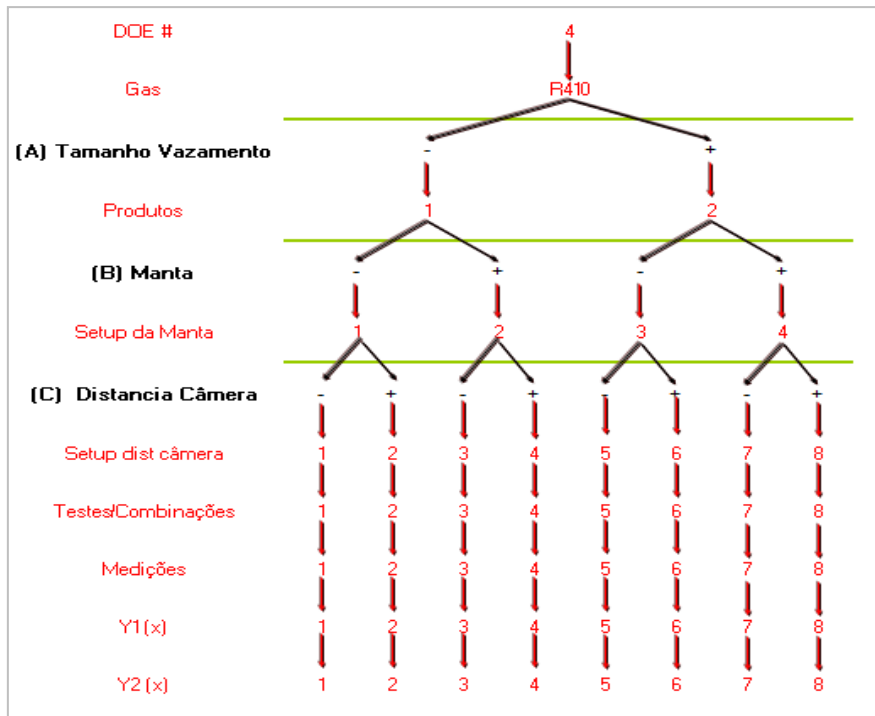 DOE # 4
Gas R410
(A) Tamanho Vazamento - +
Produtos 1 2
(B) Manta - + - +
Setup da Manta 1 2 3 4
(C) Distancia Câmera - + - + - + - +
Setup dist câmera 1 2 3 4 5 6 7 8
Testes/Combinações 1 2 3 4 5 6 7 8
Medições 1 2 3 4 5 6 7 8
Y1(x) 1 2 3 4 5 6 7 8
Y2 (x) 1 2 3 4 5 6 7 8